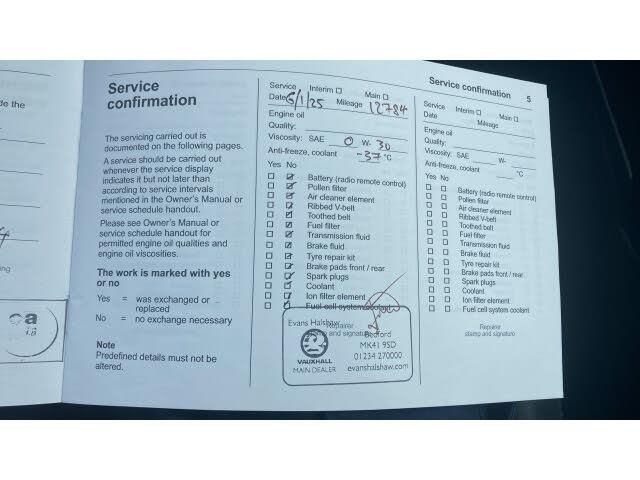 de the
ing
Service
confirmation
The servicing carried out is
documented on the following pages.
A service should be carried out
whenever the service display
indicates it but not later than
according to service intervals
mentioned in the Owner's Manual or
service schedule handout.
Please see Owner's Manual or
service schedule handout for
permitted engine oil qualities and
engine oil viscosities.
The work is marked with yes
or no
Yes = was exchanged or
replaced
No = no exchange necessary
Note
Predefined details must not be
altered.
Service Interim ☐ Main ☐
Date 6/1/25 Mileage 12784
Engine oil
Quality:
Viscosity: SAE 0 W- 30
Anti-freeze, coolant -37 °C
Yes No
☐ ☑ Battery (radio remote control)
☐ ☑ Pollen filter
☐ ☑ Air cleaner element
☐ ☑ Ribbed V-belt
☐ ☑ Toothed belt
☐ ☑ Fuel filter
☐ ☑ Transmission fluid
☐ ☑ Brake fluid
☐ ☑ Tyre repair kit
☐ ☑ Brake pads front / rear
☐ ☑ Spark plugs
☐ ☑ Coolant
☐ ☑ Ion filter element
☐ ☑ Fuel cell system coolant
Repairer
stamp and signature
Evans Halshaw
VAUXHALL
MAIN DEALER
Bedford
MK41 9SD
01234 270000
evanshalshaw.com
Service confirmation 5
Service Interim ☐ Main ☐
Date Mileage
Engine oil
Quality:
Viscosity: SAE W-
Anti-freeze, coolant °C
Yes No
☐ ☐ Battery (radio remote control)
☐ ☐ Pollen filter
☐ ☐ Air cleaner element
☐ ☐ Ribbed V-belt
☐ ☐ Toothed belt
☐ ☐ Fuel filter
☐ ☐ Transmission fluid
☐ ☐ Brake fluid
☐ ☐ Tyre repair kit
☐ ☐ Brake pads front / rear
☐ ☐ Spark plugs
☐ ☐ Coolant
☐ ☐ Ion filter element
☐ ☐ Fuel cell system coolant
Repairer
stamp and signature